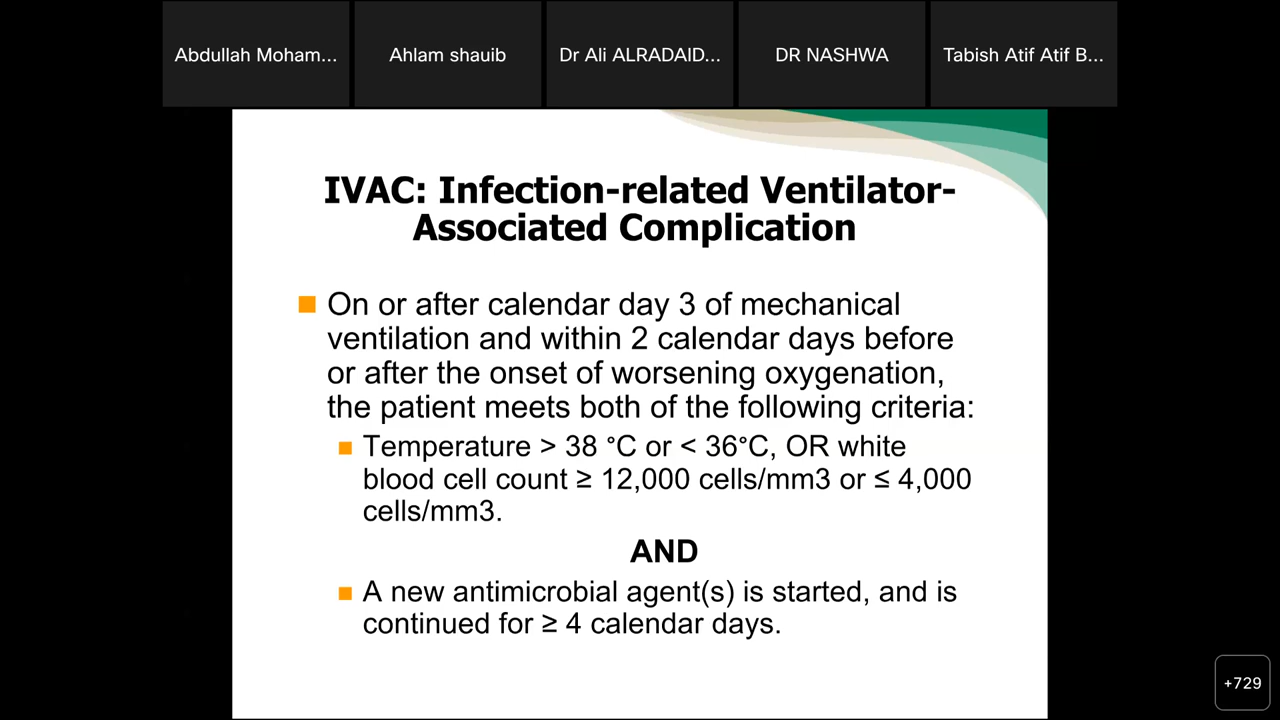 Abdullah Moham...
Ahlam shauib
Dr Ali ALRADAID...
DR NASHWA
Tabish Atif Atif B...
IVAC: Infection-related Ventilator-
Associated Complication
On or after calendar day 3 of mechanical
ventilation and within 2 calendar days before
or after the onset of worsening oxygenation,
the patient meets both of the following criteria:
Temperature > 38 °C or < 36°C, OR white
blood cell count ≥ 12,000 cells/mm3 or ≤ 4,000
cells/mm3.
AND
A new antimicrobial agent(s) is started, and is
continued for ≥ 4 calendar days.
+729